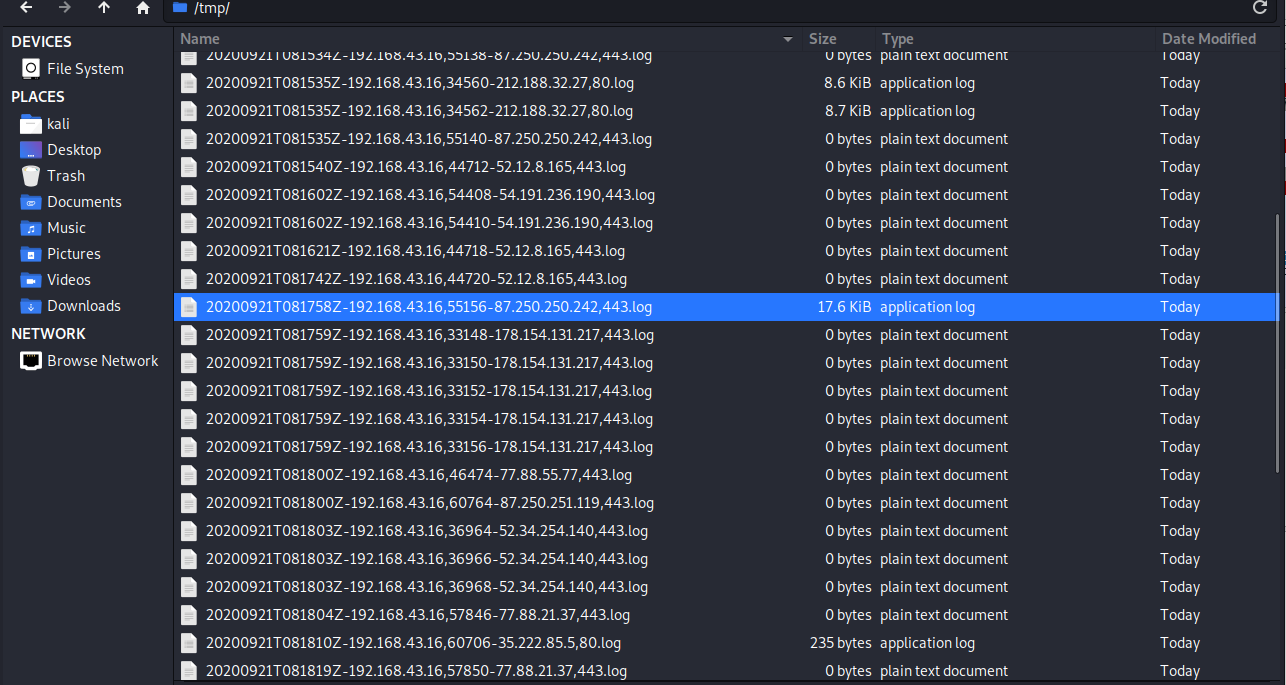 /tmp/
DEVICES
File System
PLACES
kali
Desktop
Trash
Documents
Music
Pictures
Videos
Downloads
NETWORK
Browse Network
Name Size Type Date Modified
20200921T081534Z-192.168.43.16,55138-87.250.250.242,443.log 0 bytes plain text document Today
20200921T081535Z-192.168.43.16,34560-212.188.32.27,80.log 8.6 KiB application log Today
20200921T081535Z-192.168.43.16,34562-212.188.32.27,80.log 8.7 KiB application log Today
20200921T081535Z-192.168.43.16,55140-87.250.250.242,443.log 0 bytes plain text document Today
20200921T081540Z-192.168.43.16,44712-52.12.8.165,443.log 0 bytes plain text document Today
20200921T081602Z-192.168.43.16,54408-54.191.236.190,443.log 0 bytes plain text document Today
20200921T081602Z-192.168.43.16,54410-54.191.236.190,443.log 0 bytes plain text document Today
20200921T081621Z-192.168.43.16,44718-52.12.8.165,443.log 0 bytes plain text document Today
20200921T081742Z-192.168.43.16,44720-52.12.8.165,443.log 0 bytes plain text document Today
20200921T081758Z-192.168.43.16,55156-87.250.250.242,443.log 17.6 KiB application log Today
20200921T081759Z-192.168.43.16,33148-178.154.131.217,443.log 0 bytes plain text document Today
20200921T081759Z-192.168.43.16,33150-178.154.131.217,443.log 0 bytes plain text document Today
20200921T081759Z-192.168.43.16,33152-178.154.131.217,443.log 0 bytes plain text document Today
20200921T081759Z-192.168.43.16,33154-178.154.131.217,443.log 0 bytes plain text document Today
20200921T081759Z-192.168.43.16,33156-178.154.131.217,443.log 0 bytes plain text document Today
20200921T081800Z-192.168.43.16,46474-77.88.55.77,443.log 0 bytes plain text document Today
20200921T081800Z-192.168.43.16,60764-87.250.251.119,443.log 0 bytes plain text document Today
20200921T081803Z-192.168.43.16,36964-52.34.254.140,443.log 0 bytes plain text document Today
20200921T081803Z-192.168.43.16,36966-52.34.254.140,443.log 0 bytes plain text document Today
20200921T081803Z-192.168.43.16,36968-52.34.254.140,443.log 0 bytes plain text document Today
20200921T081804Z-192.168.43.16,57846-77.88.21.37,443.log 0 bytes plain text document Today
20200921T081810Z-192.168.43.16,60706-35.222.85.5,80.log 235 bytes application log Today
20200921T081819Z-192.168.43.16,57850-77.88.21.37,443.log 0 bytes plain text document Today